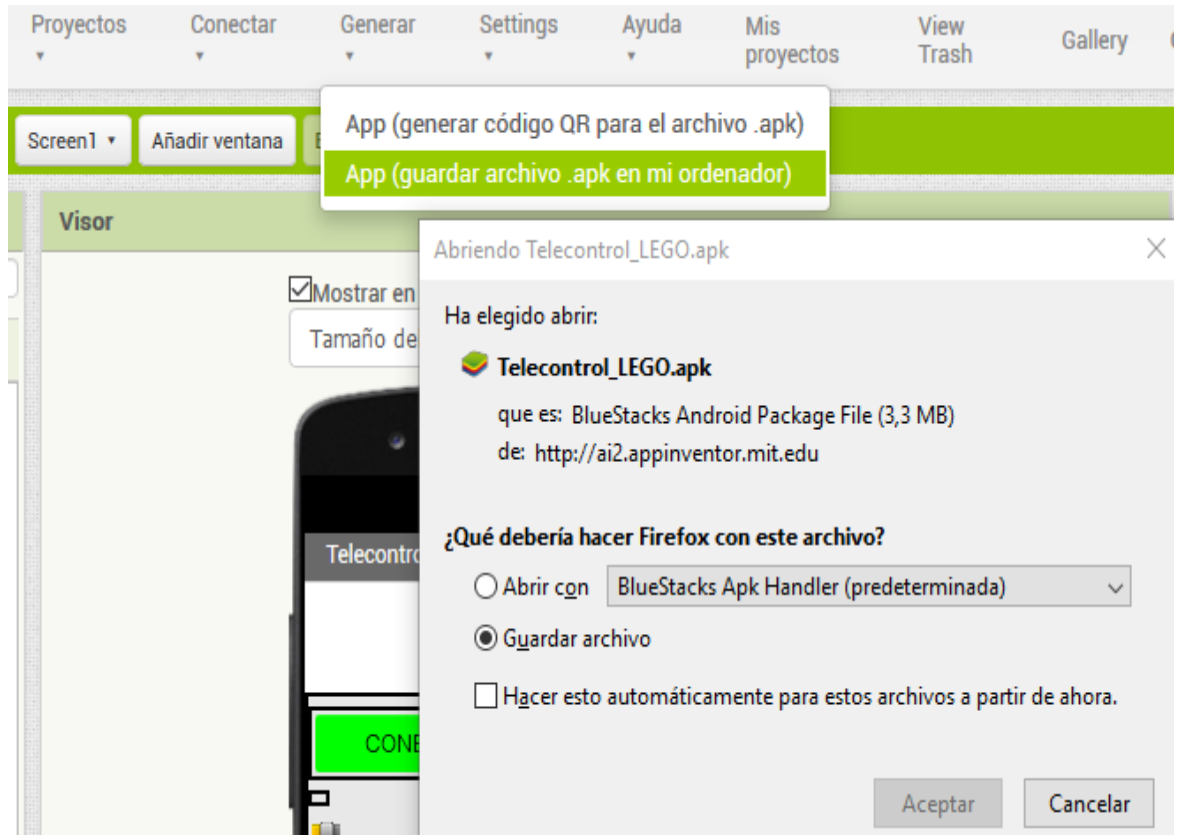 Proyectos Conectar Generar Settings Ayuda Mis proyectos View Trash Gallery
App (generar código QR para el archivo .apk)
Screen1 Añadir ventana
App (guardar archivo .apk en mi ordenador)
Visor
Abriendo Telecontrol_LEGO.apk
Mostrar en
Tamaño de
Ha elegido abrir:
Telecontrol_LEGO.apk
que es: BlueStacks Android Package File (3,3 MB)
de: http://ai2.appinventor.mit.edu
¿Qué debería hacer Firefox con este archivo?
Telecontro
Abrir con BlueStacks Apk Handler (predeterminada)
Guardar archivo
Hacer esto automáticamente para estos archivos a partir de ahora.
CONE
Aceptar Cancelar